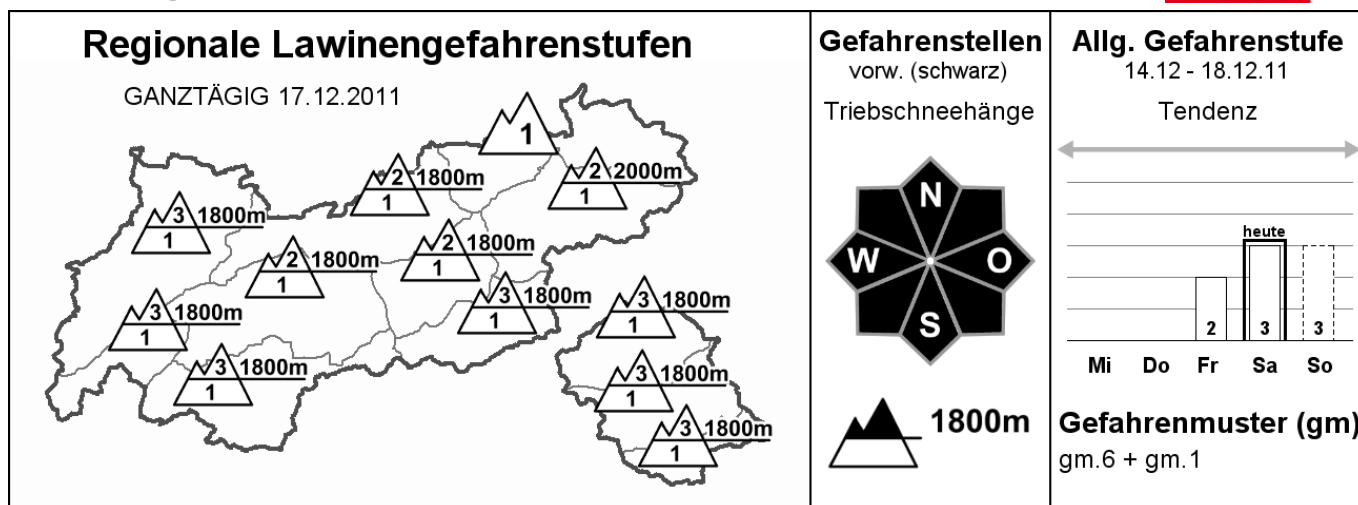 Regionale Lawinengefahrenstufen
GANZTÄGIG 17.12.2011
1
2 1800m
1
2 2000m
1
3 1800m
1
2 1800m
1
2 1800m
1
3 1800m
1
3 1800m
1
3 1800m
1
3 1800m
1
3 1800m
1
3 1800m
1
Gefahrenstellen
vorw. (schwarz)
Triebschneehänge
N
W O
S
1800m
Allg. Gefahrenstufe
14.12 - 18.12.11
Tendenz
heute
2 3 3
Mi Do Fr Sa So
Gefahrenmuster (gm)
gm.6 + gm.1